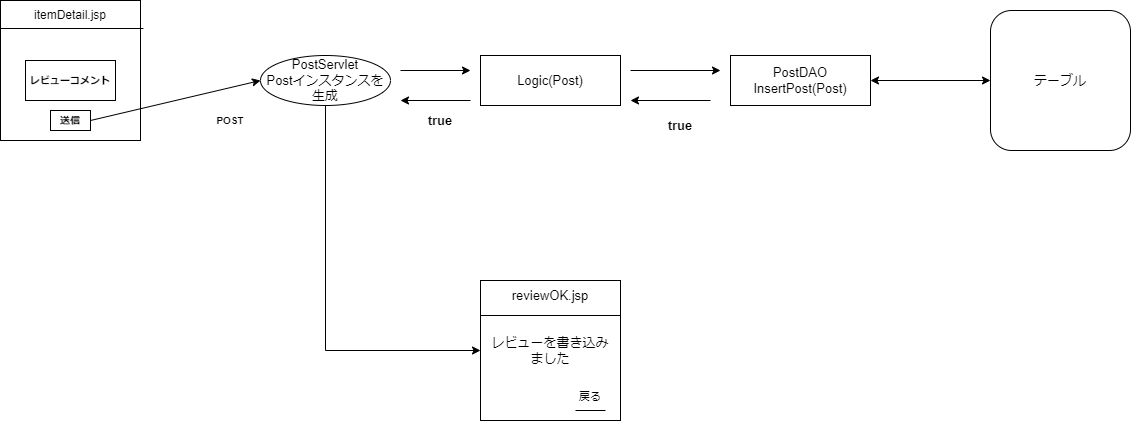 itemDetail.jsp
レビューコメント
送信
POST
PostServlet
Postインスタンスを
生成
true
Logic(Post)
true
PostDAO
InsertPost(Post)
テーブル
reviewOK.jsp
レビューを書き込み
ました
戻る